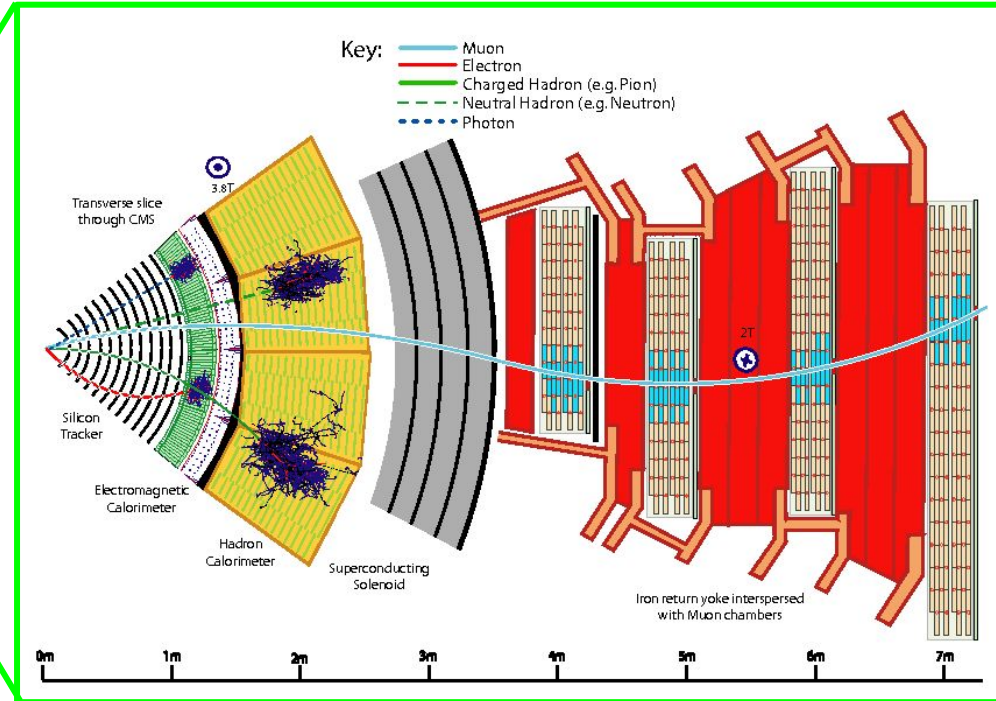 Key:
Muon
Electron
Charged Hadron (e.g. Pion)
Neutral Hadron (e.g. Neutron)
Photon
3.8T
Transverse slice
through CMS
2T
Silicon
Tracker
Electromagnetic
Calorimeter
Hadron
Calorimeter
Superconducting
Solenoid
Iron return yoke interspersed
with Muon chambers
0m 1m 2m 3m 4m 5m 6m 7m